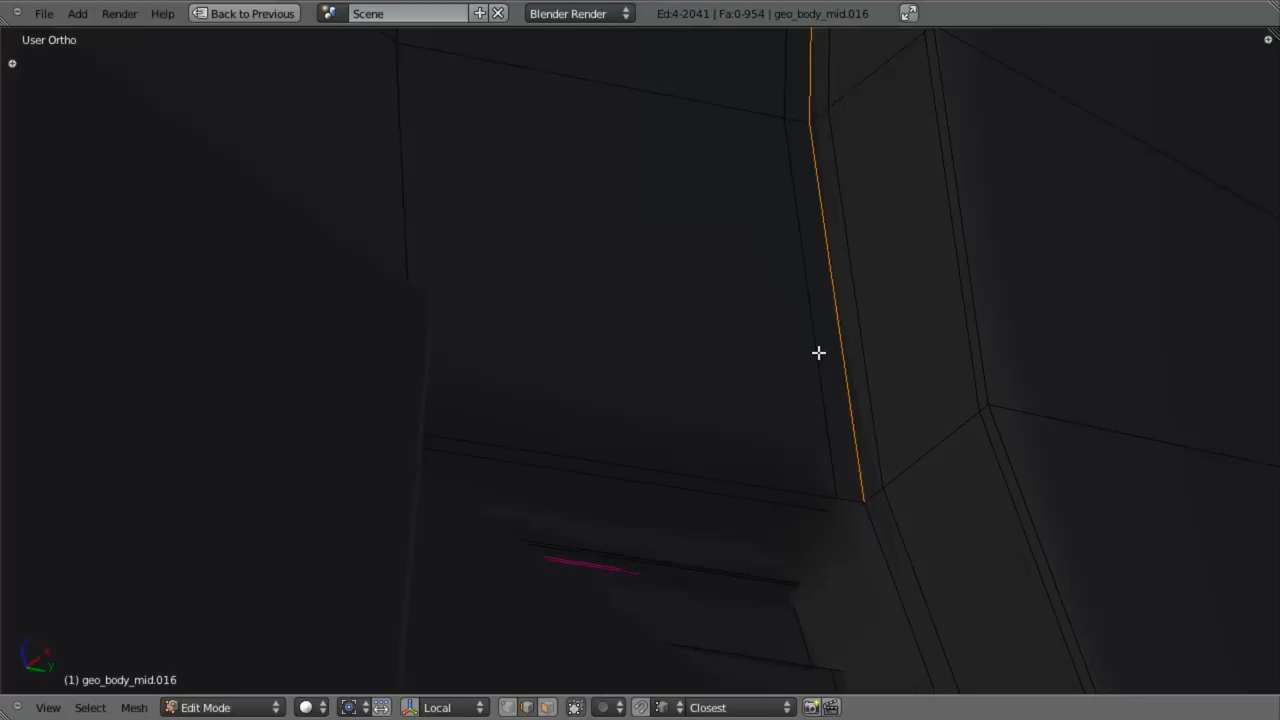 File Add Render Help Back to Previous Scene Blender Render Ed:4-2041 | Fa:0-954 | geo_body_mid.016
User Ortho
(1) geo_body_mid.016
View Select Mesh Edit Mode Local Closest